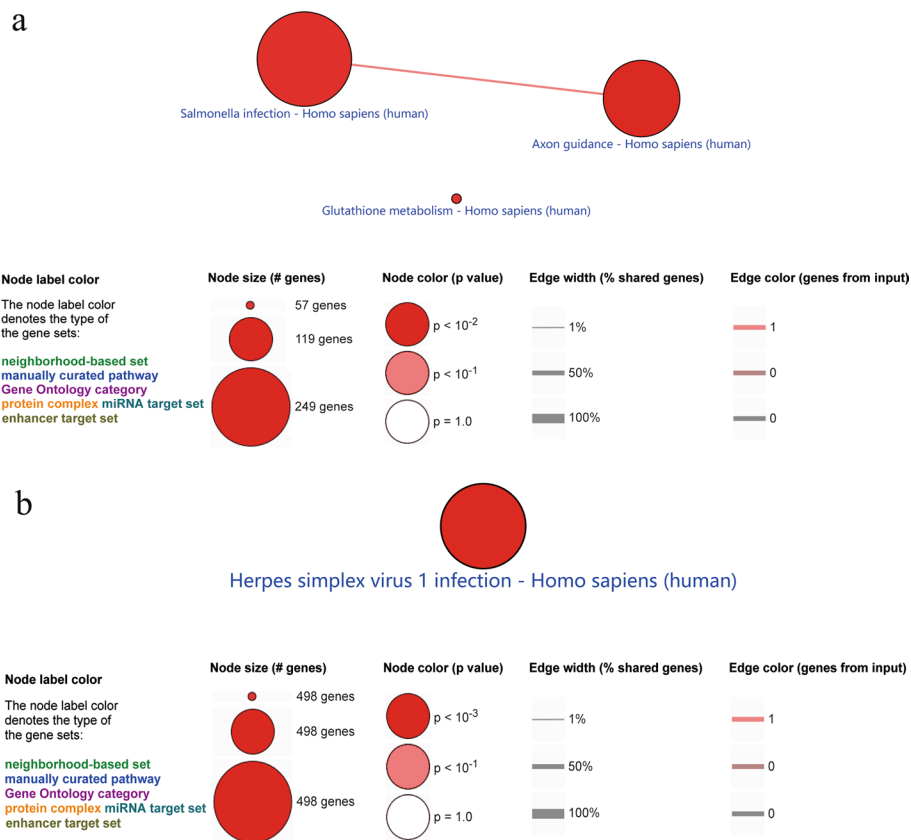 a
Salmonella infection - Homo sapiens (human)
Axon guidance - Homo sapiens (human)
Glutathione metabolism - Homo sapiens (human)
Node label color
The node label color
denotes the type of
the gene sets:
neighborhood-based set
manually curated pathway
Gene Ontology category
protein complex miRNA target set
enhancer target set
Node size (# genes)
57 genes
119 genes
249 genes
Node color (p value)
p < 10-2
p < 10-1
p = 1.0
Edge width (% shared genes)
1%
50%
100%
Edge color (genes from input)
1
0
0
b
Herpes simplex virus 1 infection - Homo sapiens (human)
Node label color
The node label color
denotes the type of
the gene sets:
neighborhood-based set
manually curated pathway
Gene Ontology category
protein complex miRNA target set
enhancer target set
Node size (# genes)
498 genes
498 genes
498 genes
Node color (p value)
p < 10-3
p < 10-1
p = 1.0
Edge width (% shared genes)
1%
50%
100%
Edge color (genes from input)
1
0
0